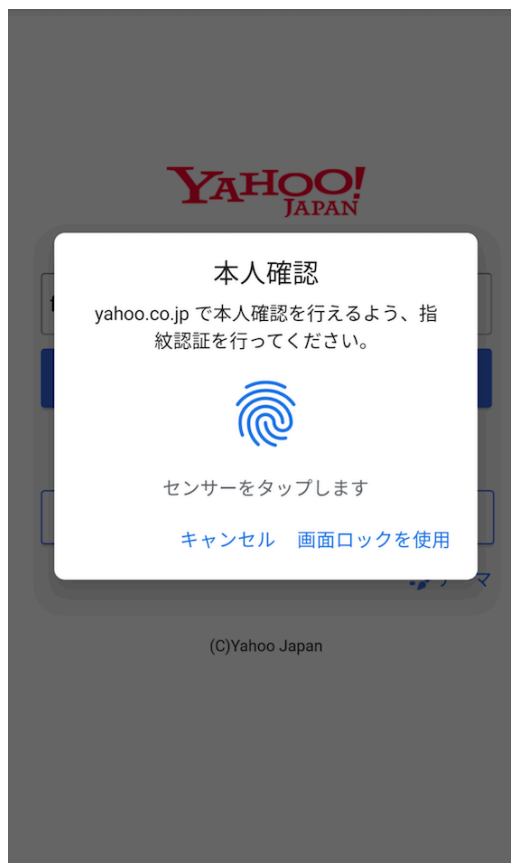 YAHOO!
JAPAN
本人確認
yahoo.co.jp で本人確認を行えるよう、指
紋認証を行ってください。
センサーをタップします
キャンセル 画面ロックを使用
(C)Yahoo Japan